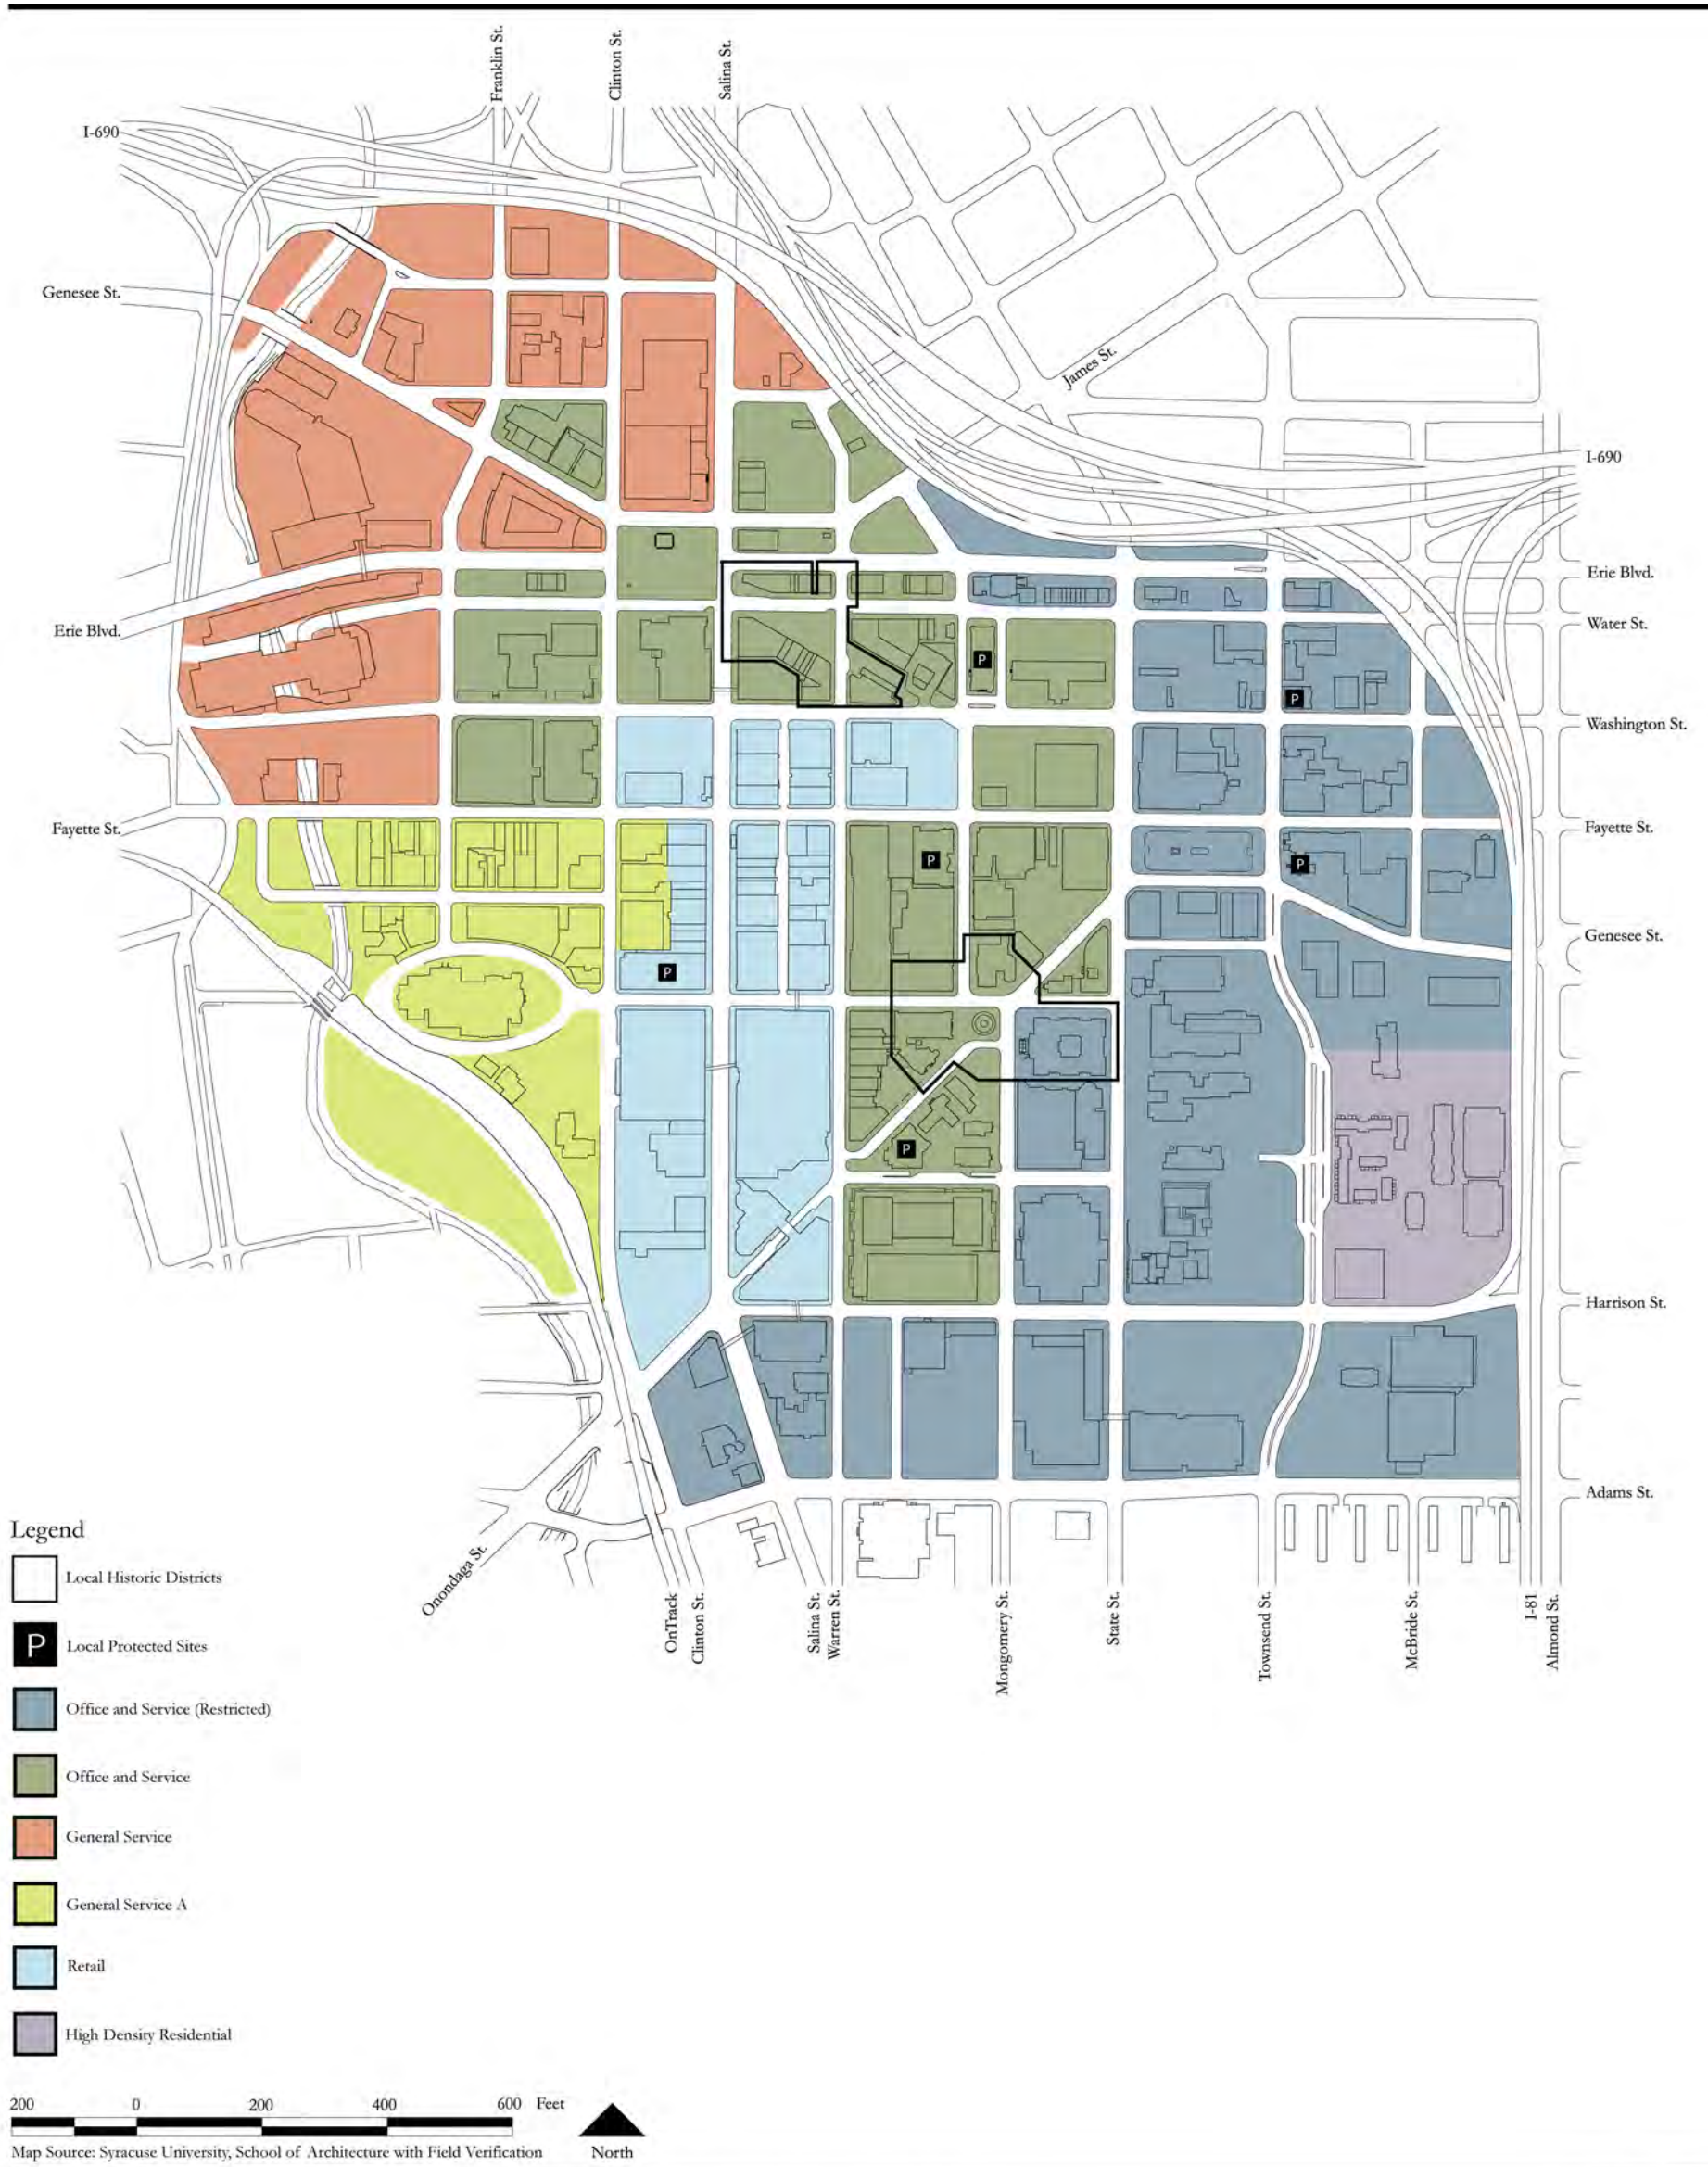 Franklin St.
Clinton St.
Salina St.
I-690
Genesee St.
James St.
I-690
Erie Blvd.
Water St.
Erie Blvd.
P
P
Washington St.
Fayette St.
Fayette St.
P
P
Genesee St.
P
P
Harrison St.
Adams St.
Onondaga St.
OnTrack
Clinton St.
Salina St.
Warren St.
Montgomery St.
State St.
Townsend St.
McBride St.
I-81
Almond St.
Legend
Local Historic Districts
P Local Protected Sites
Office and Service (Restricted)
Office and Service
General Service
General Service A
Retail
High Density Residential
200 0 200 400 600 Feet
Map Source: Syracuse University, School of Architecture with Field Verification
North